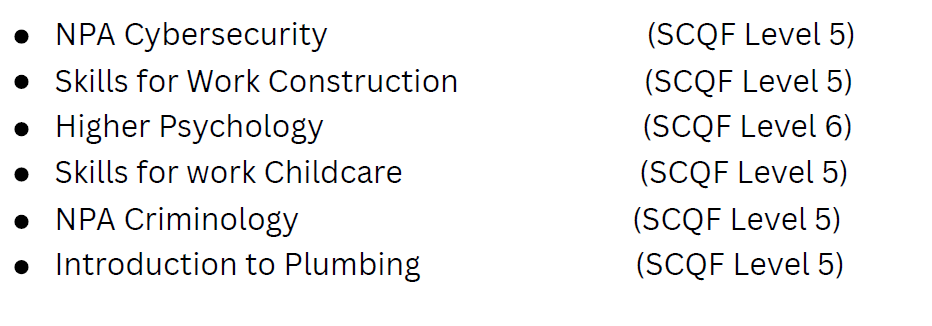 ● NPA Cybersecurity (SCQF Level 5)
● Skills for Work Construction (SCQF Level 5)
● Higher Psychology (SCQF Level 6)
● Skills for work Childcare (SCQF Level 5)
● NPA Criminology (SCQF Level 5)
● Introduction to Plumbing (SCQF Level 5)